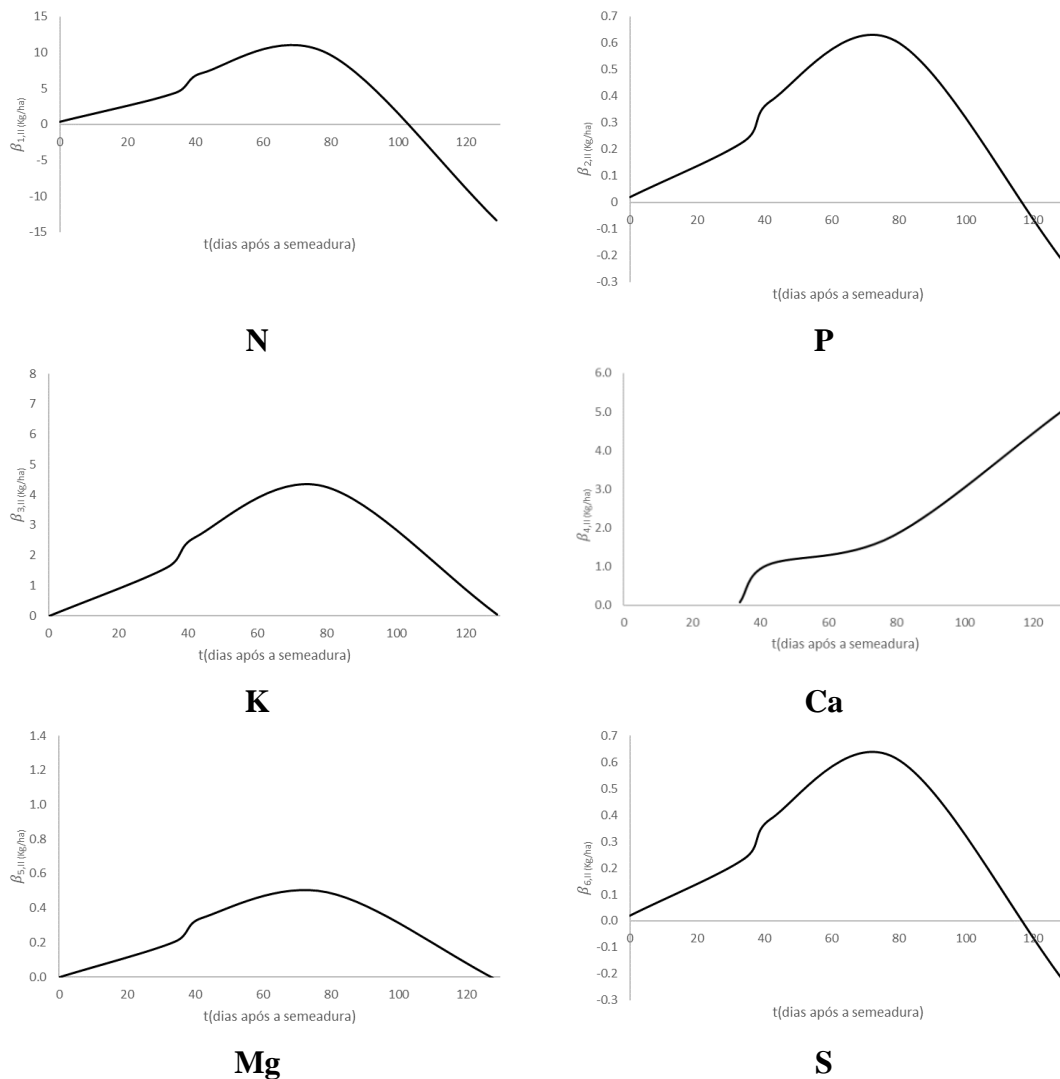 15
10
5
0
-5
-10
-15
0 20 40 60 80 100 120
β1,II (Kg/ha)
t(dias após a semeadura)
N
0.7
0.6
0.5
0.4
0.3
0.2
0.1
0
-0.1
-0.2
-0.3
0 20 40 60 80 100 120
β2,II (Kg/ha)
t(dias após a semeadura)
P
8
7
6
5
4
3
2
1
0
0 20 40 60 80 100 120
β3,II (Kg/ha)
t(dias após a semeadura)
K
6.0
5.0
4.0
3.0
2.0
1.0
0.0
0 20 40 60 80 100 120
β4,II (Kg/ha)
t(dias após a semeadura)
Ca
1.4
1.2
1.0
0.8
0.6
0.4
0.2
0.0
0 20 40 60 80 100 120
β5,II (Kg/ha)
t(dias após a semeadura)
Mg
0.7
0.6
0.5
0.4
0.3
0.2
0.1
0.0
-0.1
-0.2
-0.3
0 20 40 60 80 100 120
β6,II (Kg/ha)
t(dias após a semeadura)
S